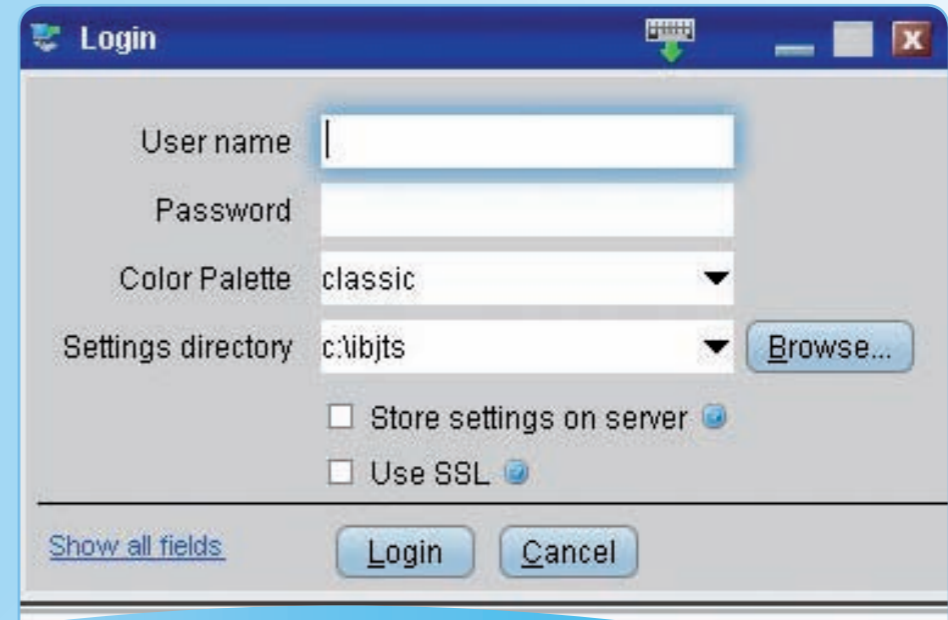 Login
User name
Password
Color Palette classic
Settings directory c:\jbjts Browse...
Store settings on server
Use SSL
Show all fields Login Cancel